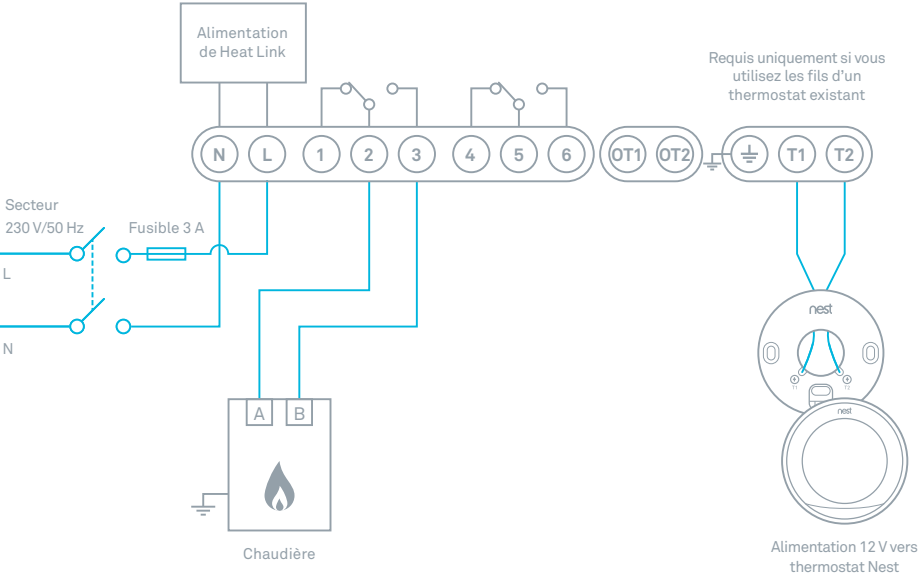 Alimentation
de Heat Link
Requis uniquement si vous
utilisez les fils d'un
thermostat existant
N L 1 2 3 4 5 6 OT1 OT2 T1 T2
Secteur
230 V/50 Hz
Fusible 3 A
L
N
nest
T1 T2
nest
A B
Chaudière
Alimentation 12 V vers
thermostat Nest